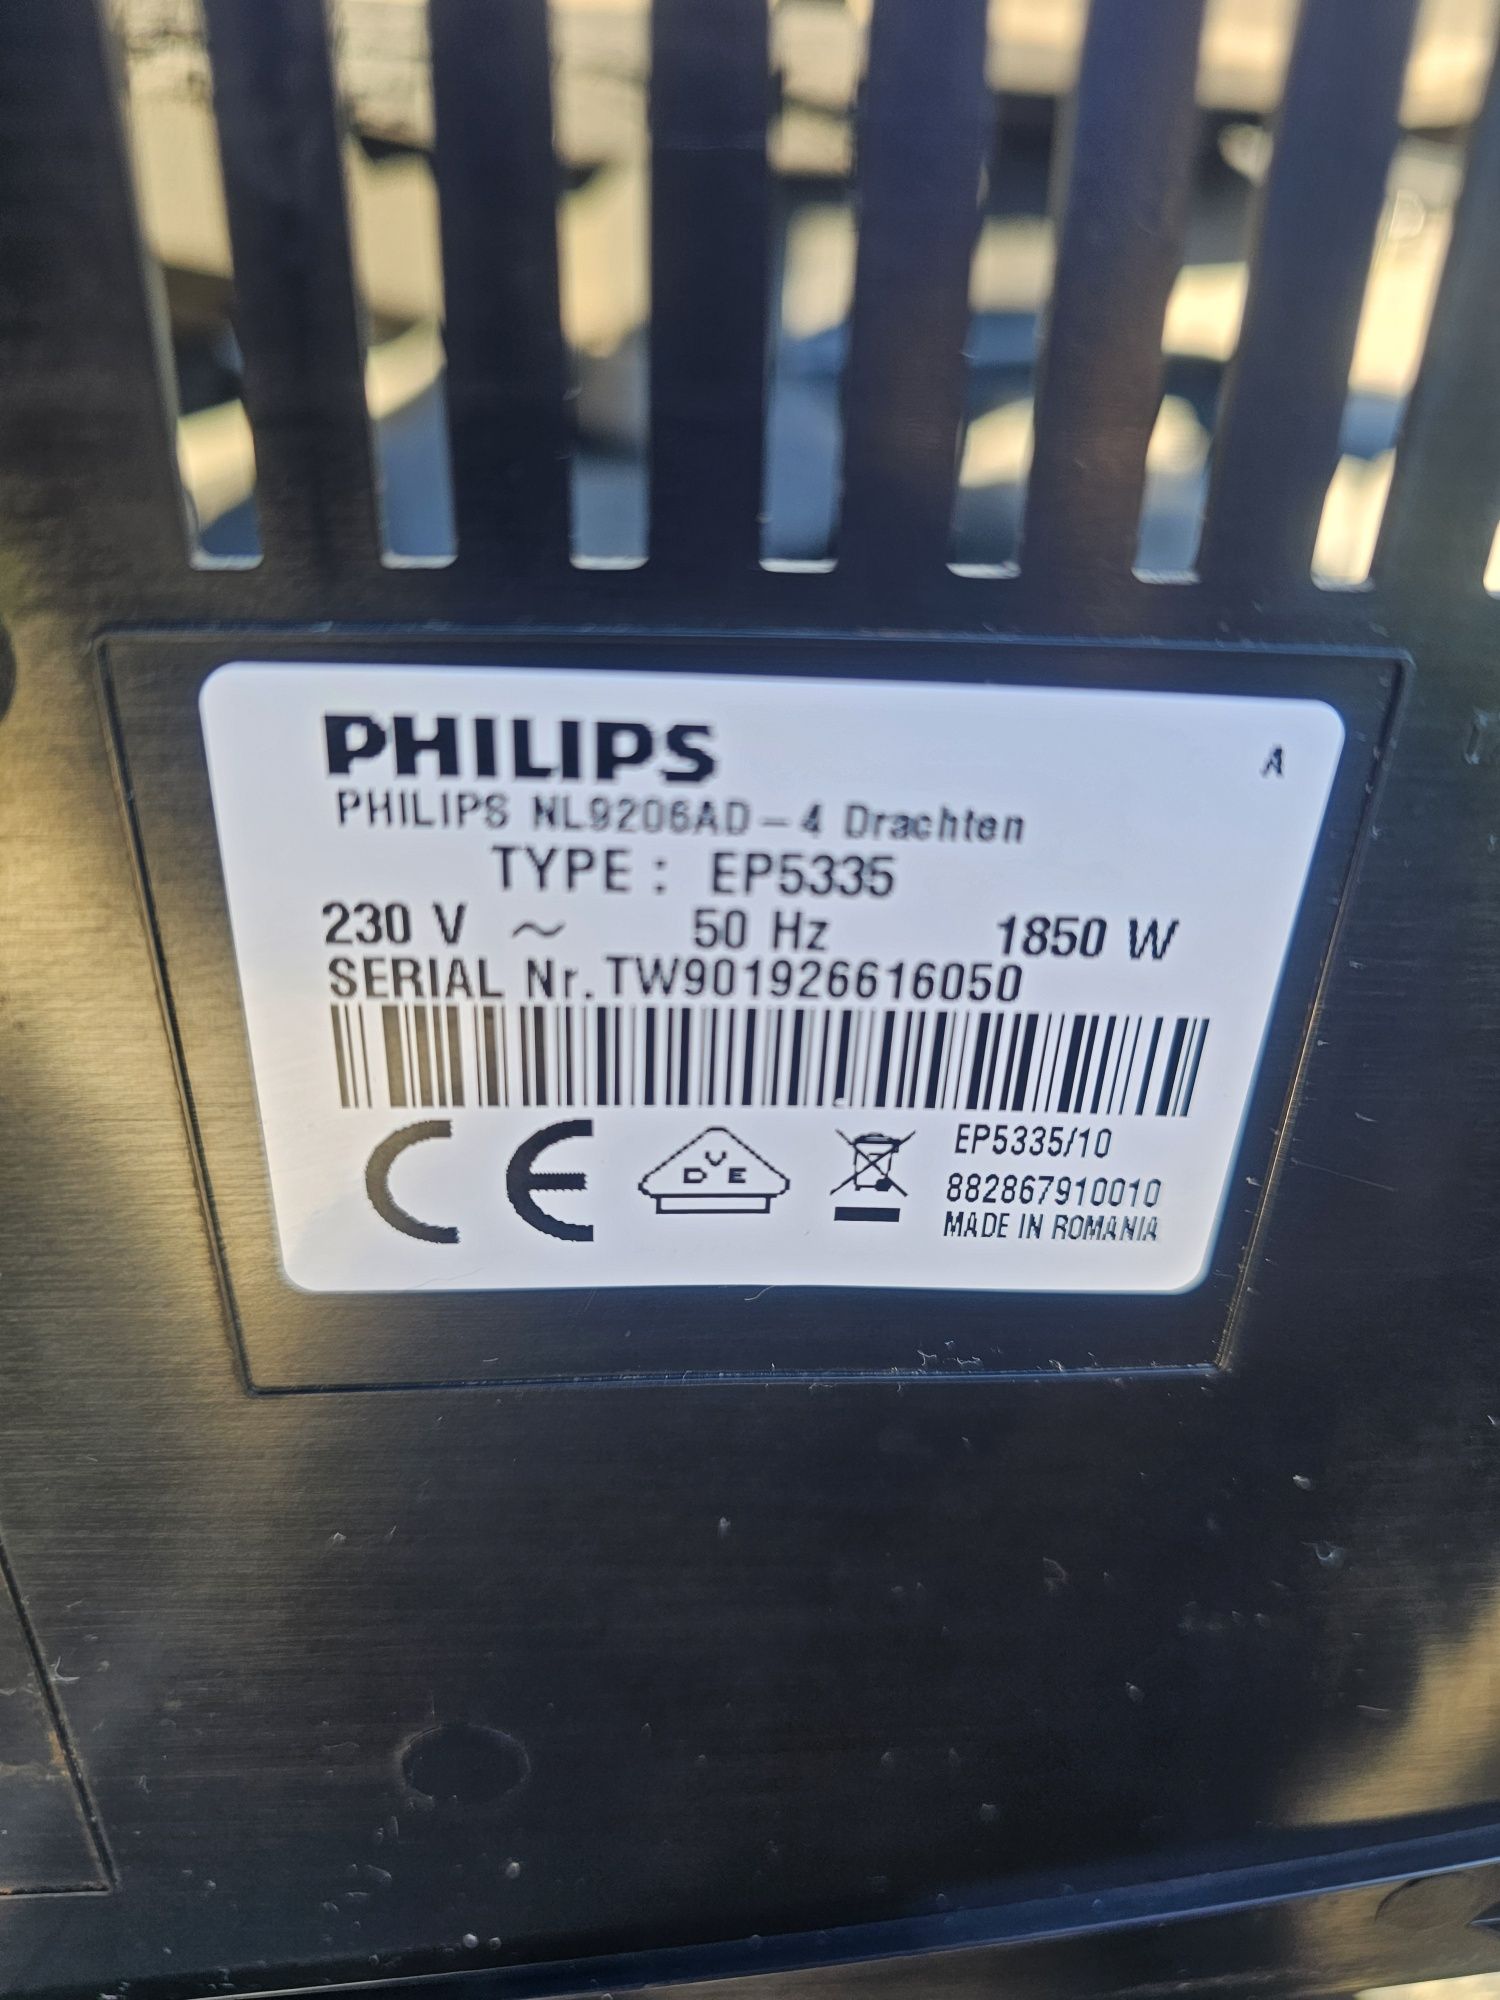 PHILIPS
A
PHILIPS NL9206AD-4 Drachten
TYPE: EP5335
230 V ~ 50 Hz 1850 W
SERIAL Nr.TW901926616050
CE
DVE
EP5335/10
882867910010
MADE IN ROMANIA